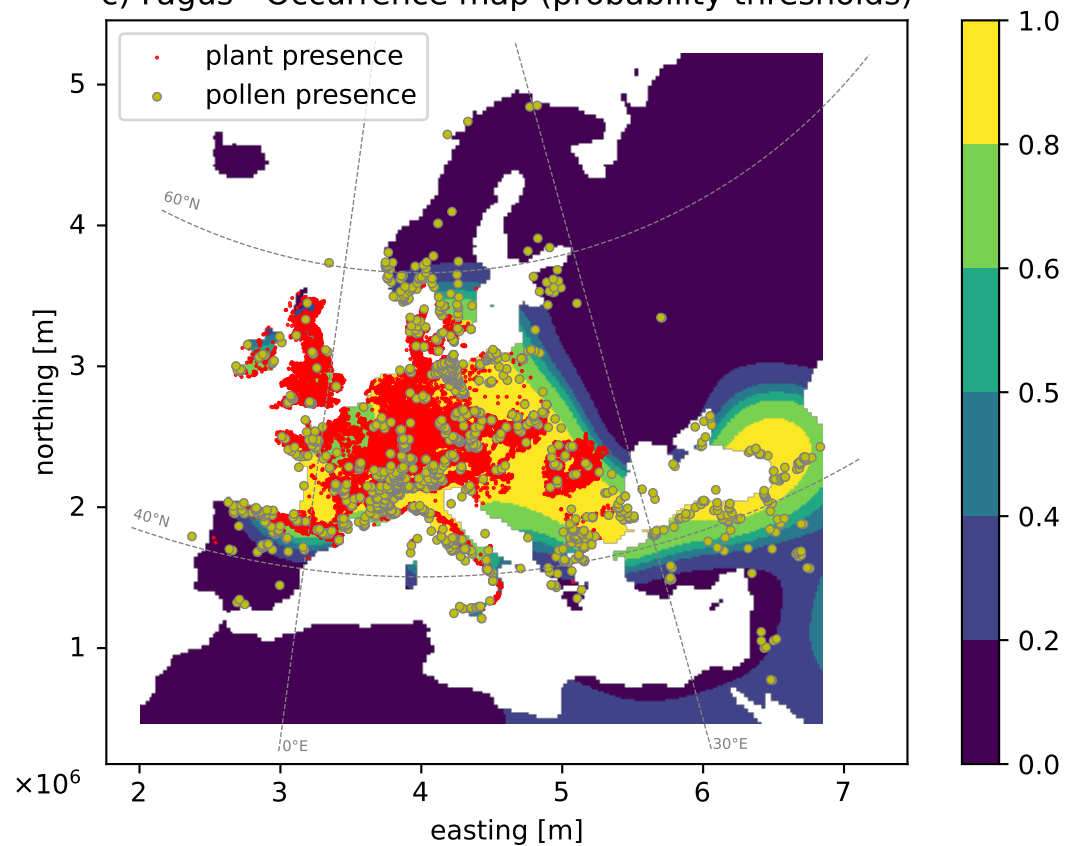 c) Fagus - Occurrence map (probability thresholds)
plant presence
pollen presence
60°N
40°N
0°E
30°E
5
4
3
2
1
northing [m]
×10⁶
2 3 4 5 6 7
easting [m]
1.0
0.8
0.6
0.5
0.4
0.2
0.0